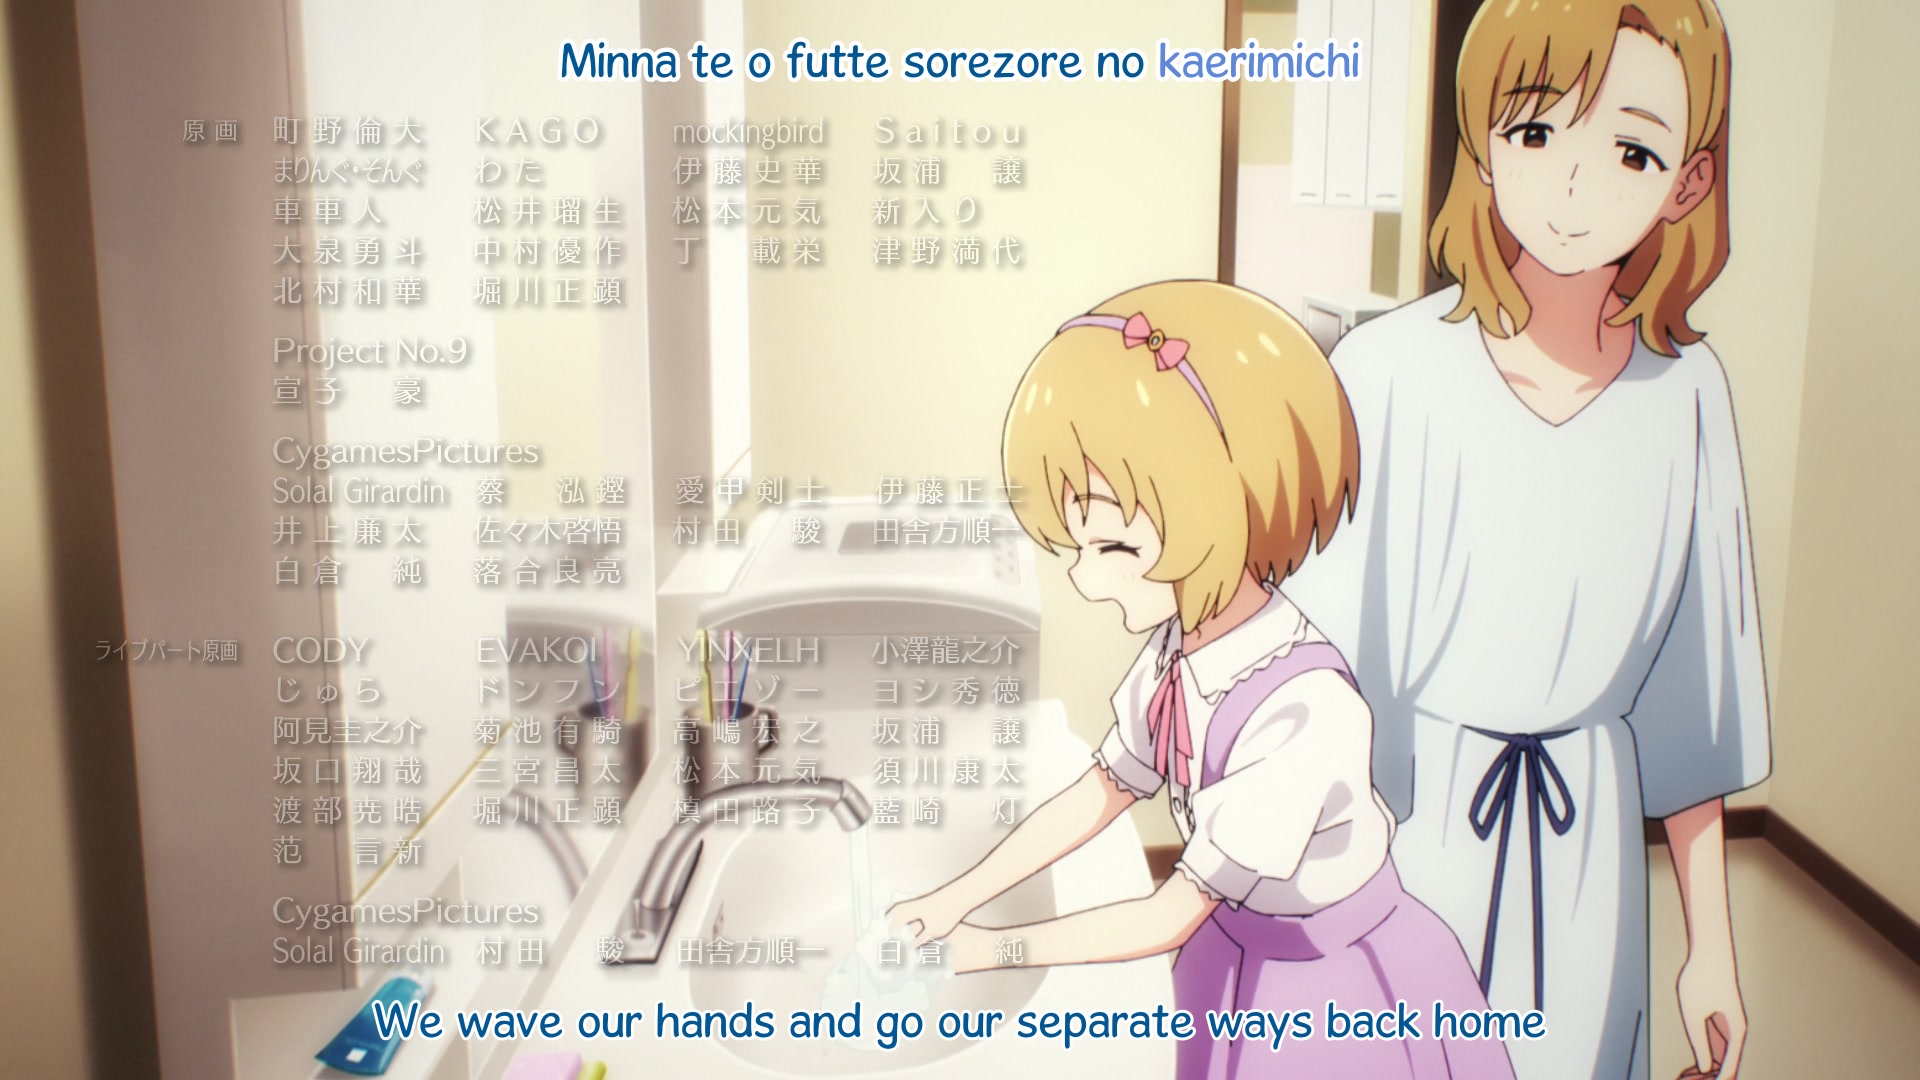 Minna te o futte sorezore no kaerimichi
原画 町野倫大 KAGO mockingbird Saitou
まりんぐ・そんぐ わた 伊藤史華 坂浦 譲
車車人 松井瑠生 松本元気 新入り
大泉勇斗 中村優作 丁 載栄 津野満代
北村和華 堀川正顕
Project No.9
宣子 豪
CygamesPictures
Solal Girardin 蔡 泓鏗 愛甲剣士 伊藤正士
井上廉太 佐々木啓悟 村田 駿 田舎方順一
白倉 純 落合良亮
ライブパート原画 CODY EVAKOI YINXELH 小澤龍之介
じゅら ドンフン ピエゾー ヨシ秀徳
阿見圭之介 菊池有騎 高嶋宏之 坂浦 譲
坂口翔哉 三宮昌太 松本元気 須川康太
渡部尭晧 堀川正顕 槙田路子 藍崎 灯
范 言新
CygamesPictures
Solal Girardin 村田 駿 田舎方順一 白倉 純
We wave our hands and go our separate ways back home